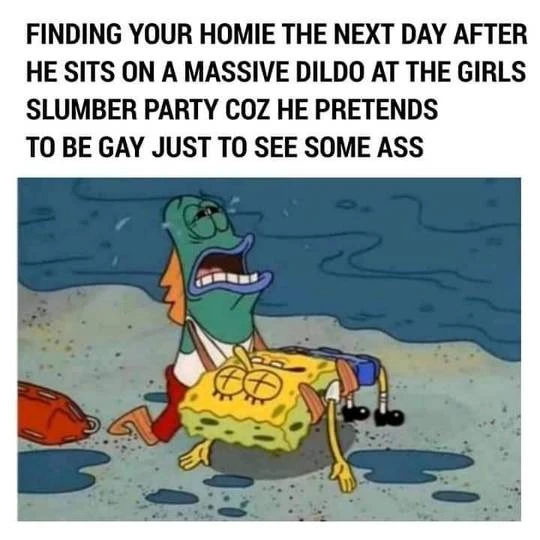 FINDING YOUR HOMIE THE NEXT DAY AFTER
HE SITS ON A MASSIVE DILDO AT THE GIRLS
SLUMBER PARTY COZ HE PRETENDS
TO BE GAY JUST TO SEE SOME ASS